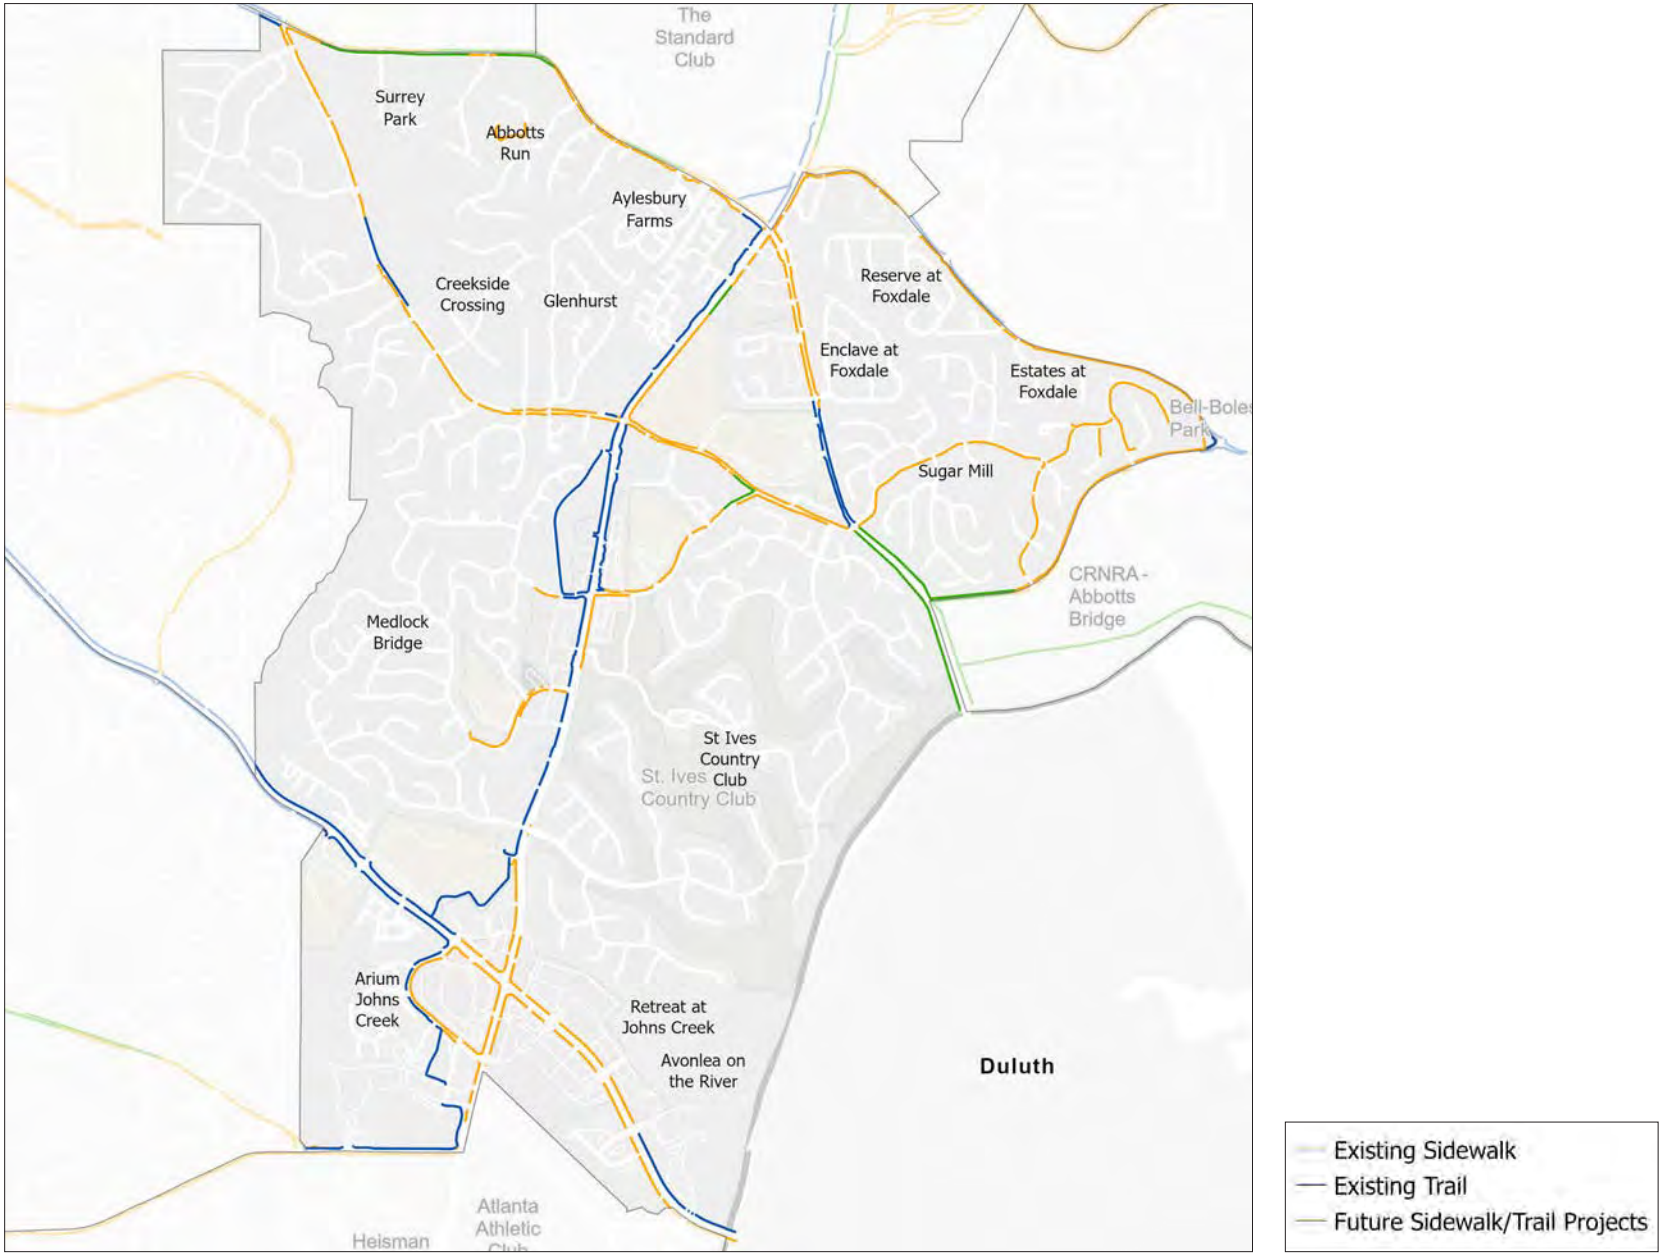 The
Standard
Club
Surrey
Park
Abbotts
Run
Aylesbury
Farms
Creekside
Crossing
Glenhurst
Reserve at
Foxdale
Enclave at
Foxdale
Estates at
Foxdale
Bell-Boles
Park
Sugar Mill
CRNRA -
Abbotts
Bridge
Medlock
Bridge
St Ives
Country
Club
St. Ives
Country Club
Arium
Johns
Creek
Retreat at
Johns Creek
Avonlea on
the River
Duluth
Atlanta
Athletic
Club
Heisman
Existing Sidewalk
Existing Trail
Future Sidewalk/Trail Projects